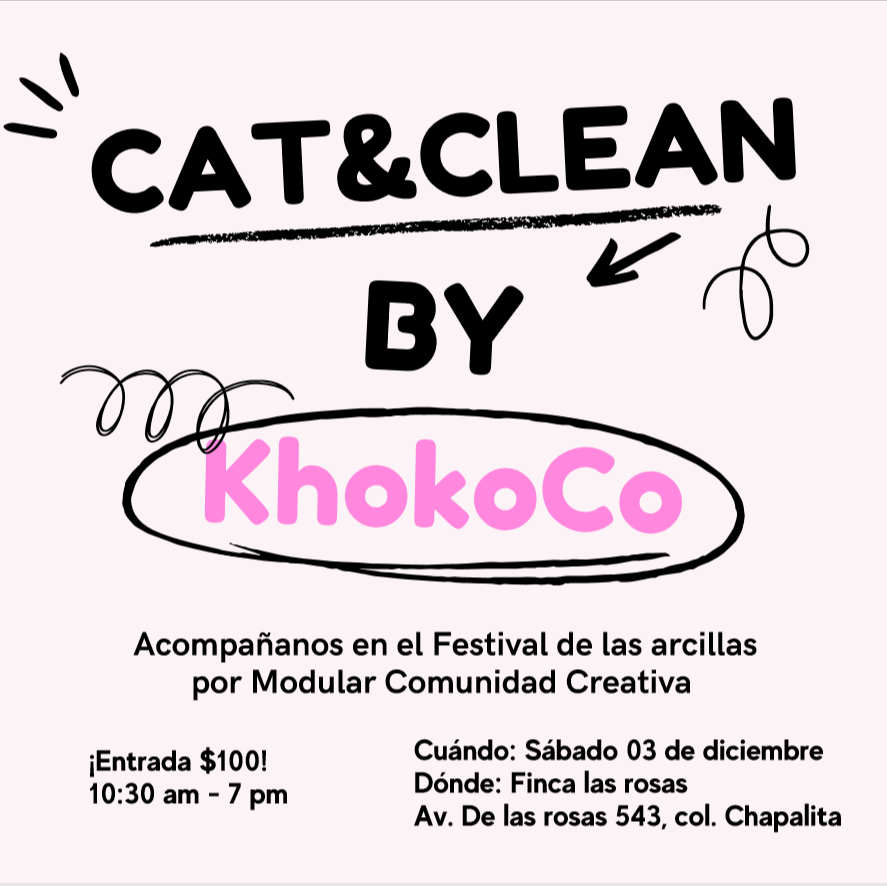 CAT&CLEAN
BY
KhokoCo
Acompañanos en el Festival de las arcillas
por Modular Comunidad Creativa
¡Entrada $100!
10:30 am - 7 pm
Cuándo: Sábado 03 de diciembre
Dónde: Finca las rosas
Av. De las rosas 543, col. Chapalita